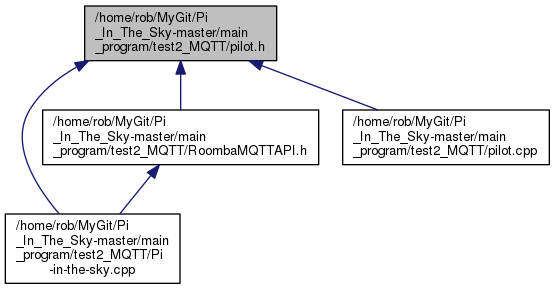 /home/rob/MyGit/Pi
_In_The_Sky-master/main
_program/test2_MQTT/pilot.h
/home/rob/MyGit/Pi
_In_The_Sky-master/main
_program/test2_MQTT/RoombaMQTTAPI.h
/home/rob/MyGit/Pi
_In_The_Sky-master/main
_program/test2_MQTT/pilot.cpp
/home/rob/MyGit/Pi
_In_The_Sky-master/main
_program/test2_MQTT/Pi
-in-the-sky.cpp